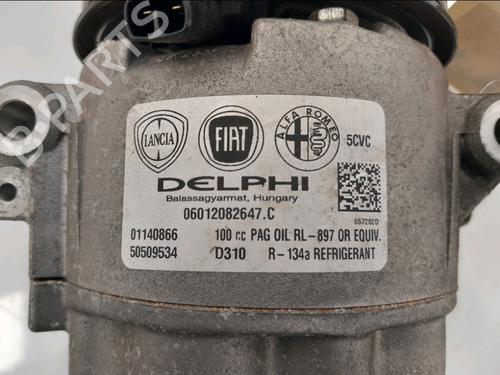 B PARTS
LANCIA FIAT ALFA ROMEO 5CVC
DELPHI
Balassagyarmat, Hungary 6572820
06012082647.C
01140866 100 cc PAG OIL RL-897 OR EQUIV.
50509534 D310 R-134a REFRIGERANT